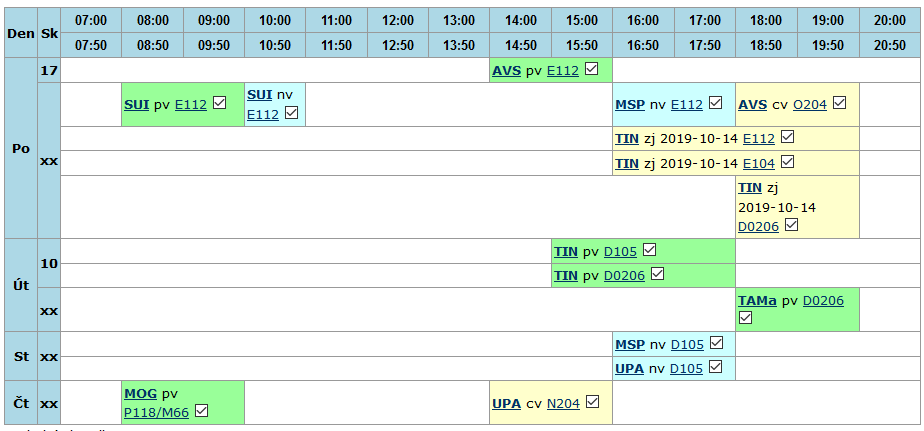 Den Sk 07:00 08:00 09:00 10:00 11:00 12:00 13:00 14:00 15:00 16:00 17:00 18:00 19:00 20:00
07:50 08:50 09:50 10:50 11:50 12:50 13:50 14:50 15:50 16:50 17:50 18:50 19:50 20:50
Po
17
AVS pv E112
xx
SUI pv E112
SUI nv
E112
MSP nv E112
AVS cv O204
TIN zj 2019-10-14 E112
TIN zj 2019-10-14 E104
TIN zj
2019-10-14
D0206
Út
10
TIN pv D105
TIN pv D0206
xx
TAMa pv D0206
St
xx
MSP nv D105
UPA nv D105
Čt
xx
MOG pv
P118/M66
UPA cv N204